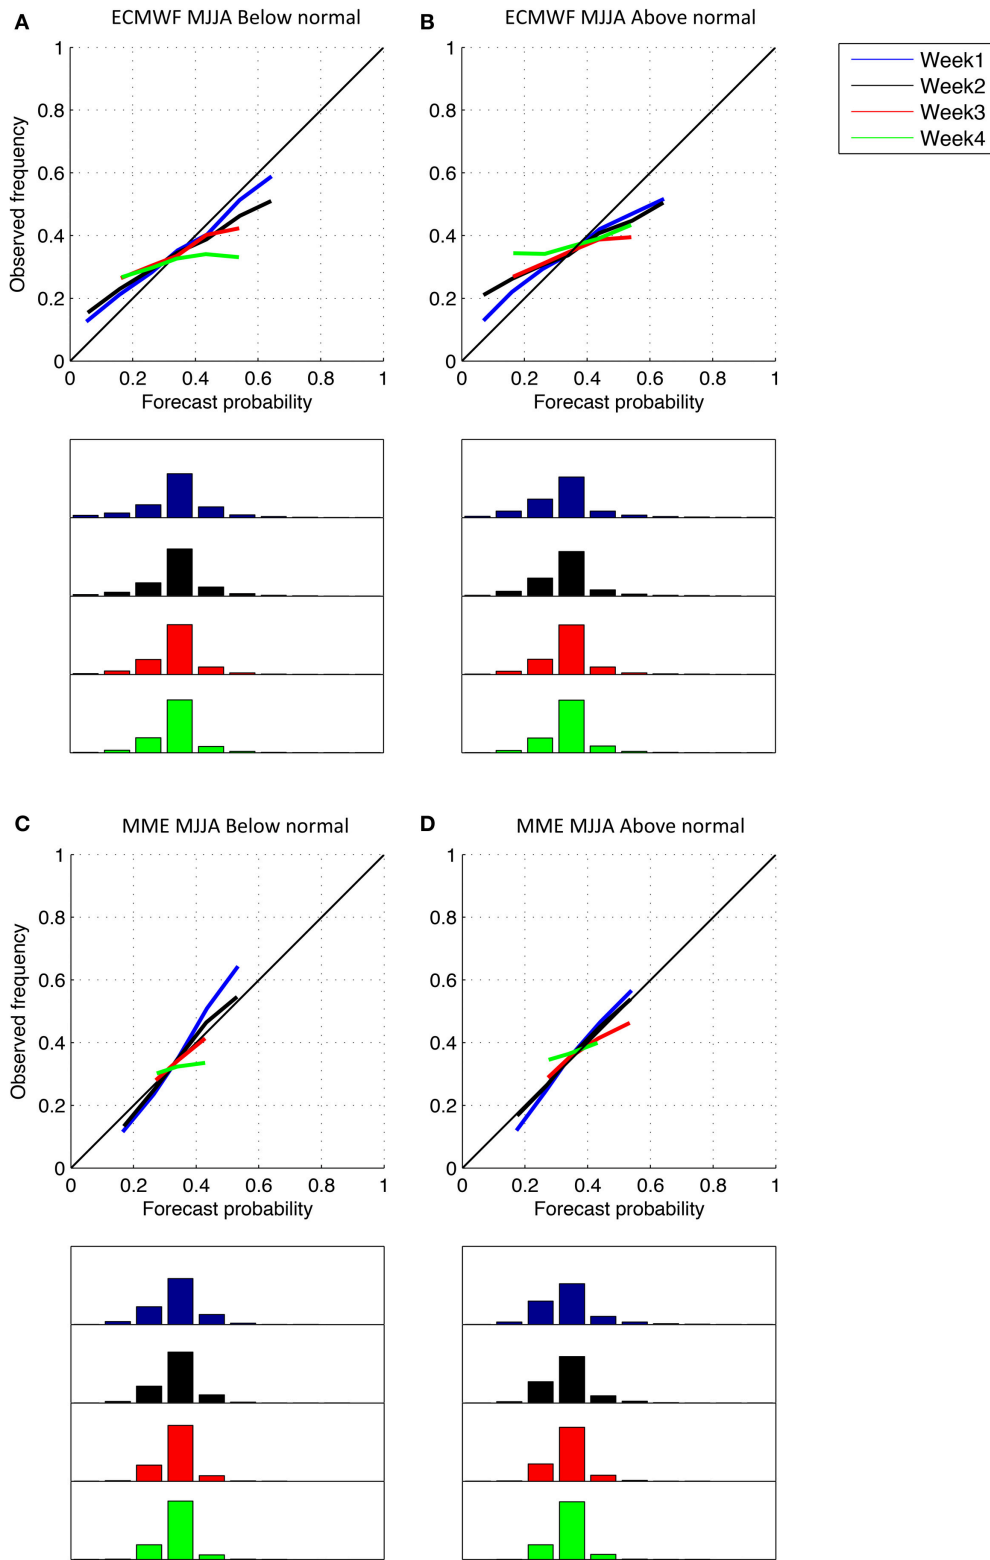 A
ECMWF MJJA Below normal
B
ECMWF MJJA Above normal
Week1
Week2
Week3
Week4
Observed frequency
1
0.8
0.6
0.4
0.2
0
0 0.2 0.4 0.6 0.8 1
Forecast probability
1
0.8
0.6
0.4
0.2
0
0 0.2 0.4 0.6 0.8 1
Forecast probability
C
MME MJJA Below normal
D
MME MJJA Above normal
Observed frequency
1
0.8
0.6
0.4
0.2
0
0 0.2 0.4 0.6 0.8 1
Forecast probability
1
0.8
0.6
0.4
0.2
0
0 0.2 0.4 0.6 0.8 1
Forecast probability